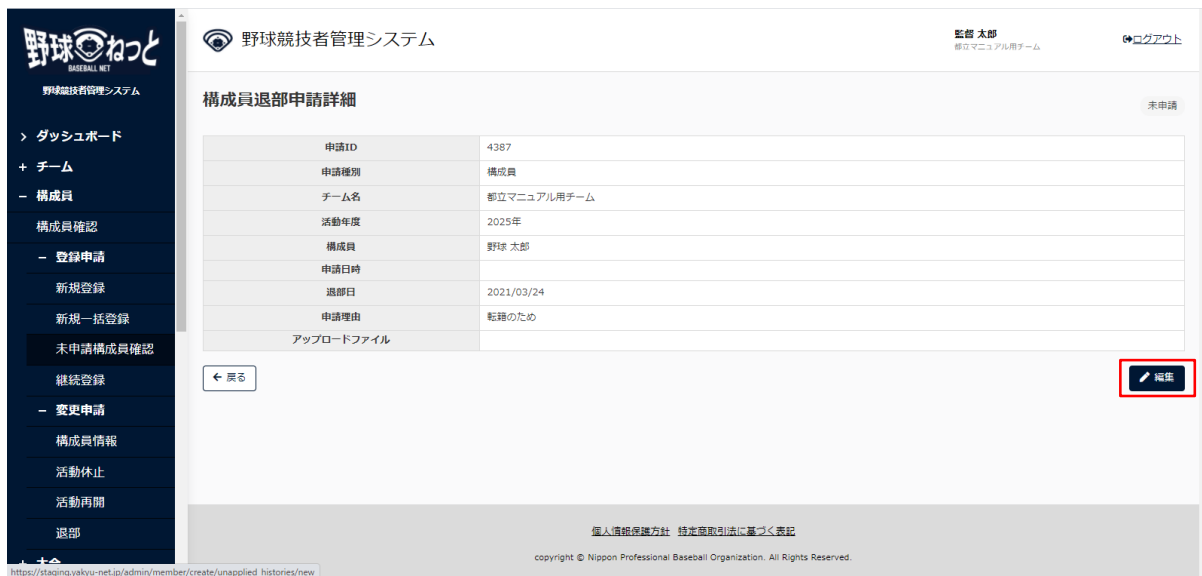 野球ねっと
BASEBALL NET
野球競技者管理システム
> ダッシュボード
+ チーム
− 構成員
構成員確認
− 登録申請
新規登録
新規一括登録
未申請構成員確認
継続登録
− 変更申請
構成員情報
活動休止
活動再開
退部
+ 大会
野球競技者管理システム
監督 太郎
都立マニュアル用チーム
ログアウト
構成員退部申請詳細
未申請
申請ID 4387
申請種別 構成員
チーム名 都立マニュアル用チーム
活動年度 2025年
構成員 野球 太郎
申請日時
退部日 2021/03/24
申請理由 転籍のため
アップロードファイル
← 戻る
編集
個人情報保護方針 特定商取引法に基づく表記
copyright © Nippon Professional Baseball Organization. All Rights Reserved.
https://staging.yakyu-net.jp/admin/member/create/unapplied_histories/new